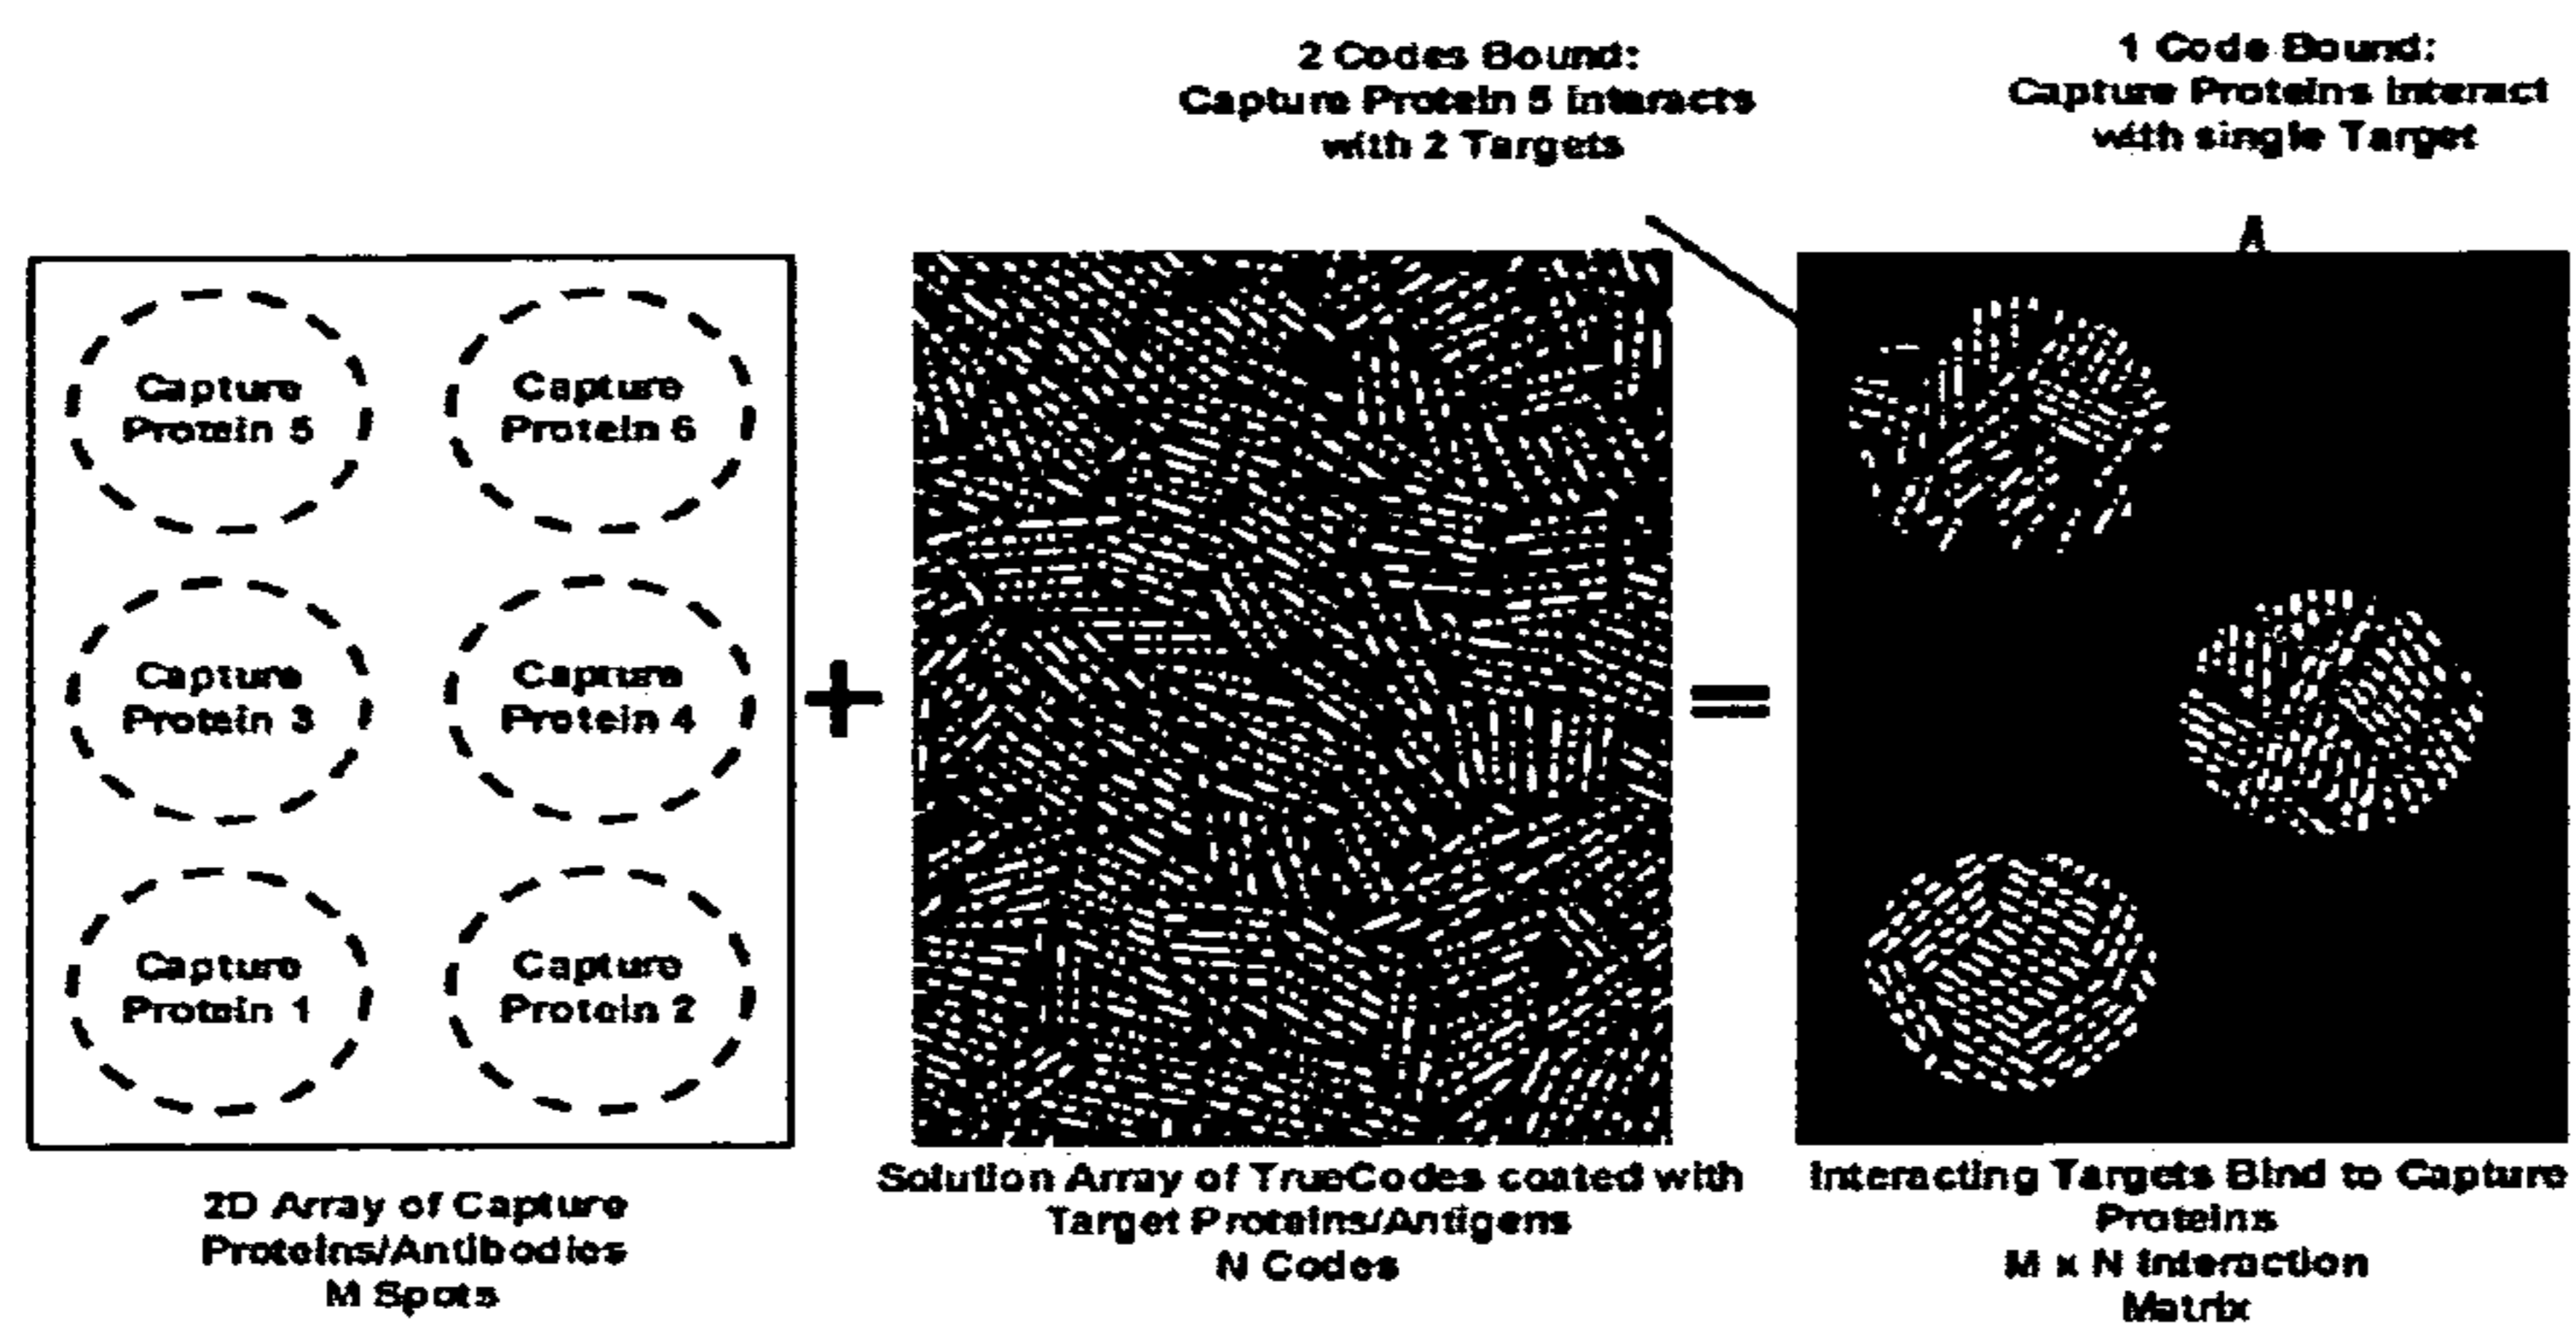 2 Codes Bound:
Capture Protein 5 interacts
with 2 Targets
1 Code Bound:
Capture Proteins interact
with single Target
Capture
Protein 5
Capture
Protein 6
Capture
Protein 3
Capture
Protein 4
Capture
Protein 1
Capture
Protein 2
+
=
2D Array of Capture
Proteins/Antibodies
M Spots
Solution Array of TrueCodes coated with
Target Proteins/Antigens
N Codes
Interacting Targets Bind to Capture
Proteins
M x N Interaction
Matrix